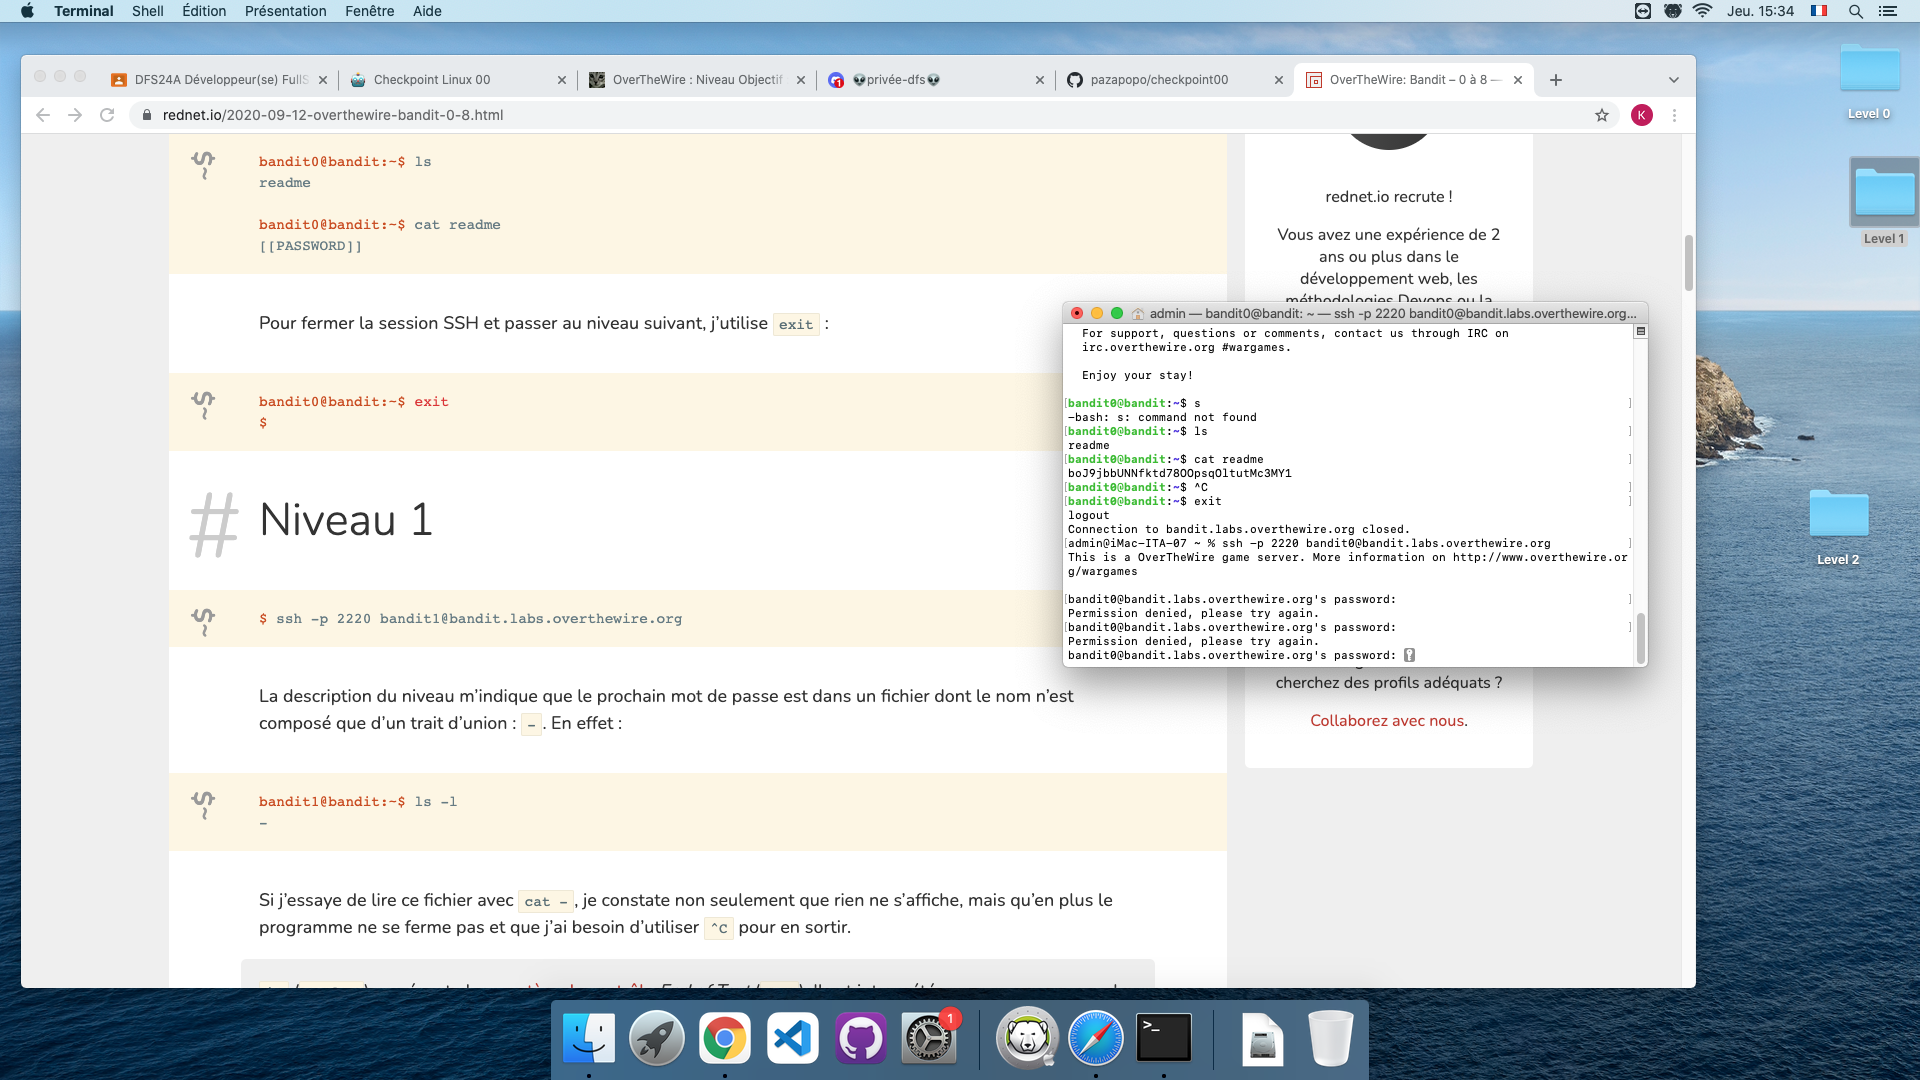 Terminal Shell Édition Présentation Fenêtre Aide
Jeu. 15:34
DFS24A Développeur(se) FullS
Checkpoint Linux 00
OverTheWire : Niveau Objectif
privée-dfs
pazapopo/checkpoint00
OverTheWire: Bandit – 0 à 8 —
rednet.io/2020-09-12-overthewire-bandit-0-8.html
K
bandit0@bandit:~$ ls
readme
bandit0@bandit:~$ cat readme
[[PASSWORD]]
Pour fermer la session SSH et passer au niveau suivant, j’utilise exit :
bandit0@bandit:~$ exit
$
# Niveau 1
$ ssh -p 2220 bandit1@bandit.labs.overthewire.org
La description du niveau m’indique que le prochain mot de passe est dans un fichier dont le nom n’est
composé que d’un trait d’union : -. En effet :
bandit1@bandit:~$ ls -l
-
Si j’essaye de lire ce fichier avec cat -, je constate non seulement que rien ne s’affiche, mais qu’en plus le
programme ne se ferme pas et que j’ai besoin d’utiliser ^C pour en sortir.
rednet.io recrute !
Vous avez une expérience de 2
ans ou plus dans le
développement web, les
méthodologies Devops ou la
cherchez des profils adéquats ?
Collaborez avec nous.
admin — bandit0@bandit: ~ — ssh -p 2220 bandit0@bandit.labs.overthewire.org...
For support, questions or comments, contact us through IRC on
irc.overthewire.org #wargames.
Enjoy your stay!
[bandit0@bandit:~$ s ]
-bash: s: command not found
[bandit0@bandit:~$ ls ]
readme
[bandit0@bandit:~$ cat readme ]
boJ9jbbUNNfktd78OOpsqOltutMc3MY1
[bandit0@bandit:~$ ^C ]
[bandit0@bandit:~$ exit ]
logout
Connection to bandit.labs.overthewire.org closed.
[admin@iMac-ITA-07 ~ % ssh -p 2220 bandit0@bandit.labs.overthewire.org ]
This is a OverTheWire game server. More information on http://www.overthewire.or
g/wargames
[bandit0@bandit.labs.overthewire.org's password: ]
Permission denied, please try again.
[bandit0@bandit.labs.overthewire.org's password: ]
Permission denied, please try again.
bandit0@bandit.labs.overthewire.org's password:
Level 0
Level 1
Level 2
1
>_